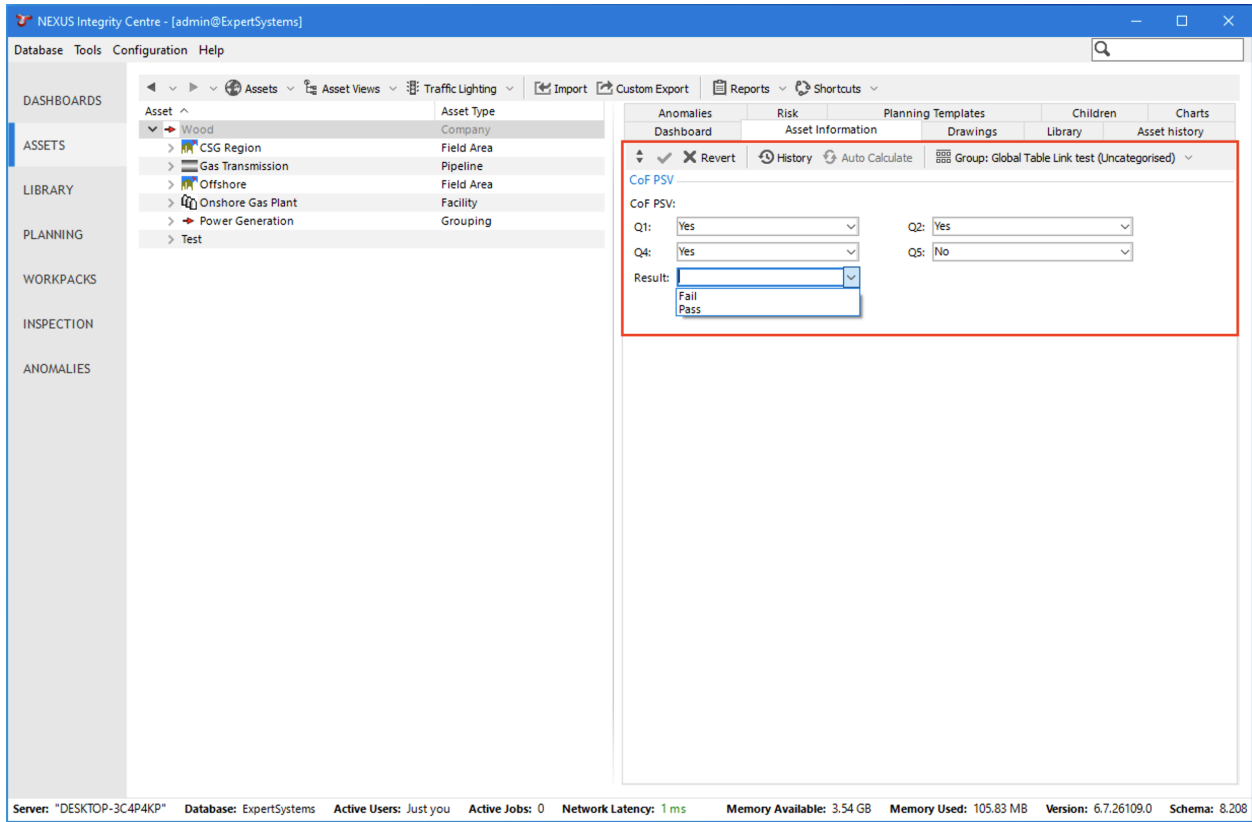 NEXUS Integrity Centre - [admin@ExpertSystems]
Database Tools Configuration Help
DASHBOARDS
ASSETS
LIBRARY
PLANNING
WORKPACKS
INSPECTION
ANOMALIES
Assets Asset Views Traffic Lighting Import Custom Export Reports Shortcuts
Asset Asset Type
Wood Company
CSG Region Field Area
Gas Transmission Pipeline
Offshore Field Area
Onshore Gas Plant Facility
Power Generation Grouping
Test
Anomalies Risk Planning Templates Children Charts
Dashboard Asset Information Drawings Library Asset history
Revert History Auto Calculate Group: Global Table Link test (Uncategorised)
CoF PSV
CoF PSV:
Q1: Yes Q2: Yes
Q4: Yes Q5: No
Result:
Fail
Pass
Server: "DESKTOP-3C4P4KP" Database: ExpertSystems Active Users: Just you Active Jobs: 0 Network Latency: 1 ms Memory Available: 3.54 GB Memory Used: 105.83 MB Version: 6.7.26109.0 Schema: 8.208